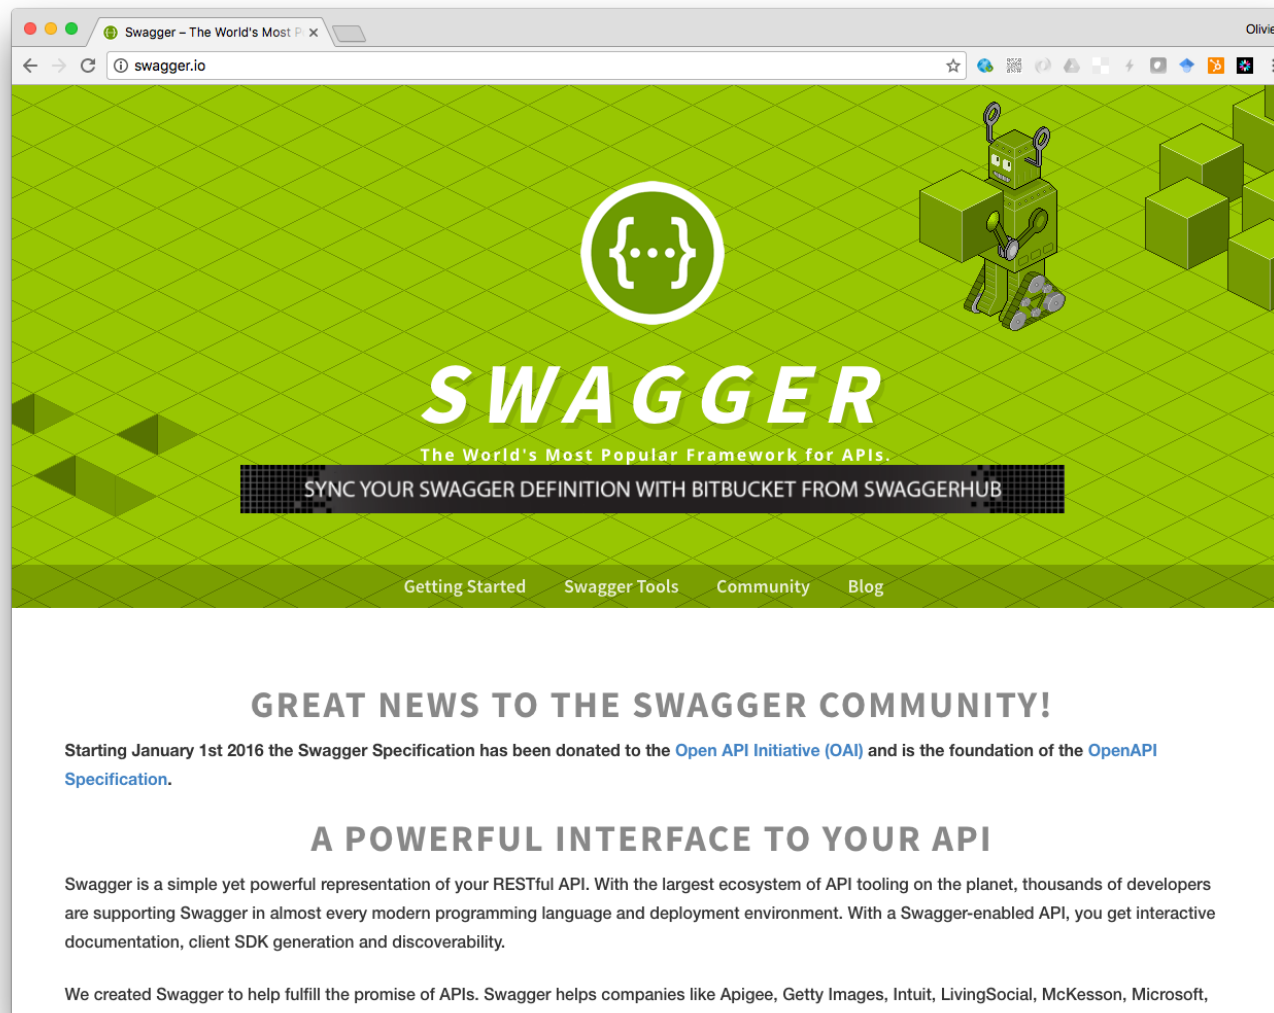 Swagger – The World's Most P
Olivie
swagger.io
{···}
SWAGGER
The World's Most Popular Framework for APIs.
SYNC YOUR SWAGGER DEFINITION WITH BITBUCKET FROM SWAGGERHUB
Getting Started Swagger Tools Community Blog
GREAT NEWS TO THE SWAGGER COMMUNITY!
Starting January 1st 2016 the Swagger Specification has been donated to the Open API Initiative (OAI) and is the foundation of the OpenAPI
Specification.
A POWERFUL INTERFACE TO YOUR API
Swagger is a simple yet powerful representation of your RESTful API. With the largest ecosystem of API tooling on the planet, thousands of developers
are supporting Swagger in almost every modern programming language and deployment environment. With a Swagger-enabled API, you get interactive
documentation, client SDK generation and discoverability.
We created Swagger to help fulfill the promise of APIs. Swagger helps companies like Apigee, Getty Images, Intuit, LivingSocial, McKesson, Microsoft,